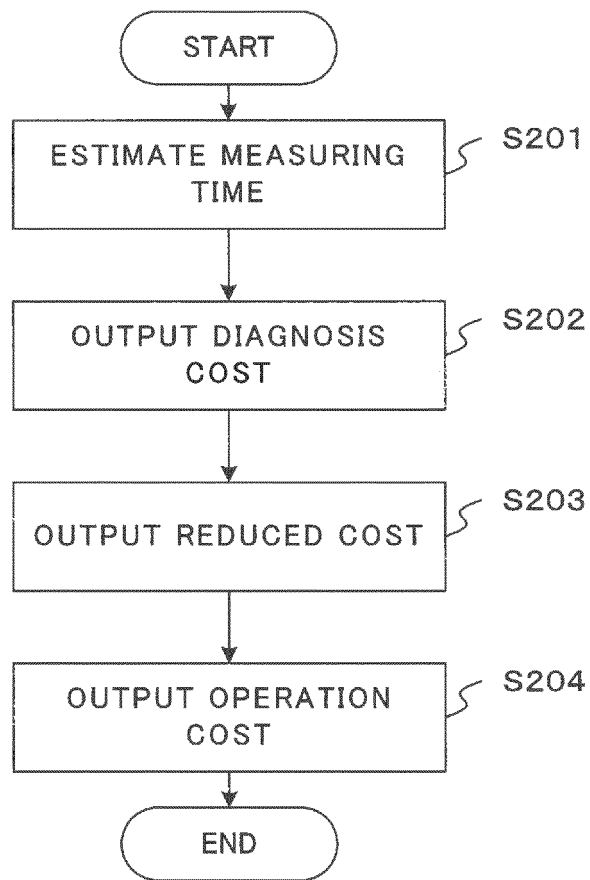 START
ESTIMATE MEASURING
TIME
S201
OUTPUT DIAGNOSIS
COST
S202
OUTPUT REDUCED COST
S203
OUTPUT OPERATION
COST
S204
END